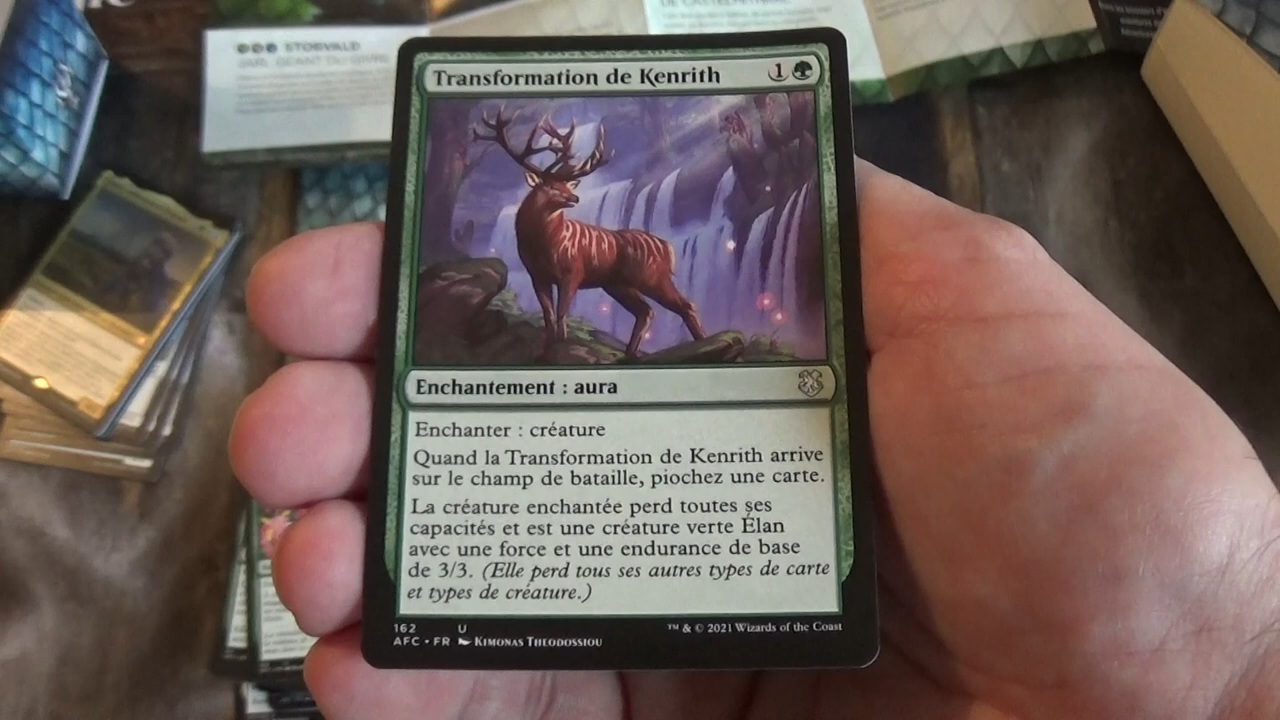 STORVALD
Transformation de Kenrith 1
Enchantement : aura
Enchanter : créature
Quand la Transformation de Kenrith arrive
sur le champ de bataille, piochez une carte.
La créature enchantée perd toutes ses
capacités et est une créature verte Élan
avec une force et une endurance de base
de 3/3. (Elle perd tous ses autres types de carte
et types de créature.)
162 U
AFC • FR KIMONAS THEODOSSIOU
™ & © 2021 Wizards of the Coast